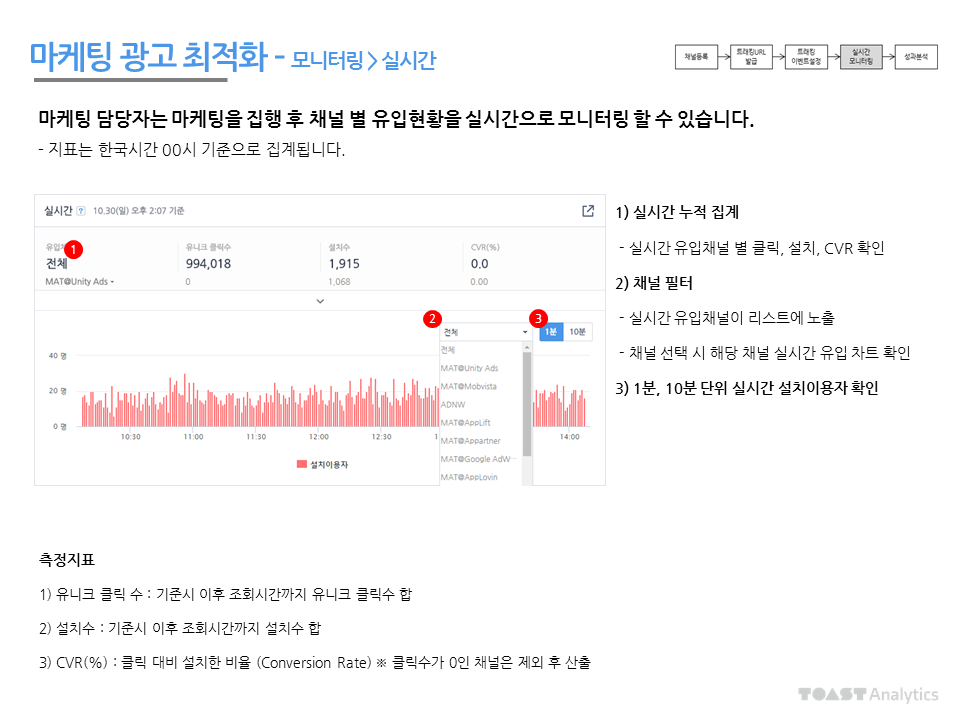 마케팅 광고 최적화 - 모니터링 > 실시간
채널등록
트래킹URL
발급
트래킹
이벤트설정
실시간
모니터링
성과분석
마케팅 담당자는 마케팅을 집행 후 채널 별 유입현황을 실시간으로 모니터링 할 수 있습니다.
- 지표는 한국시간 00시 기준으로 집계됩니다.
실시간 ? 10.30(일) 오후 2:07 기준
1
유니크 클릭수 설치수 CVR(%)
전체 994,018 1,915 0.0
MAT@Unity Ads 0 1,068 0.00
2 전체 3 1분 10분
전체
MAT@Unity Ads
MAT@Mobvista
ADNW
MAT@AppLift
MAT@Appartner
MAT@Google AdW...
MAT@AppLovin
40 명
20 명
0 명
10:30 11:00 11:30 12:00 12:30 14:00
설치이용자
1) 실시간 누적 집계
- 실시간 유입채널 별 클릭, 설치, CVR 확인
2) 채널 필터
- 실시간 유입채널이 리스트에 노출
- 채널 선택 시 해당 채널 실시간 유입 차트 확인
3) 1분, 10분 단위 실시간 설치이용자 확인
측정지표
1) 유니크 클릭 수 : 기준시 이후 조회시간까지 유니크 클릭수 합
2) 설치수 : 기준시 이후 조회시간까지 설치수 합
3) CVR(%) : 클릭 대비 설치한 비율 (Conversion Rate) ※ 클릭수가 0인 채널은 제외 후 산출
TOAST Analytics